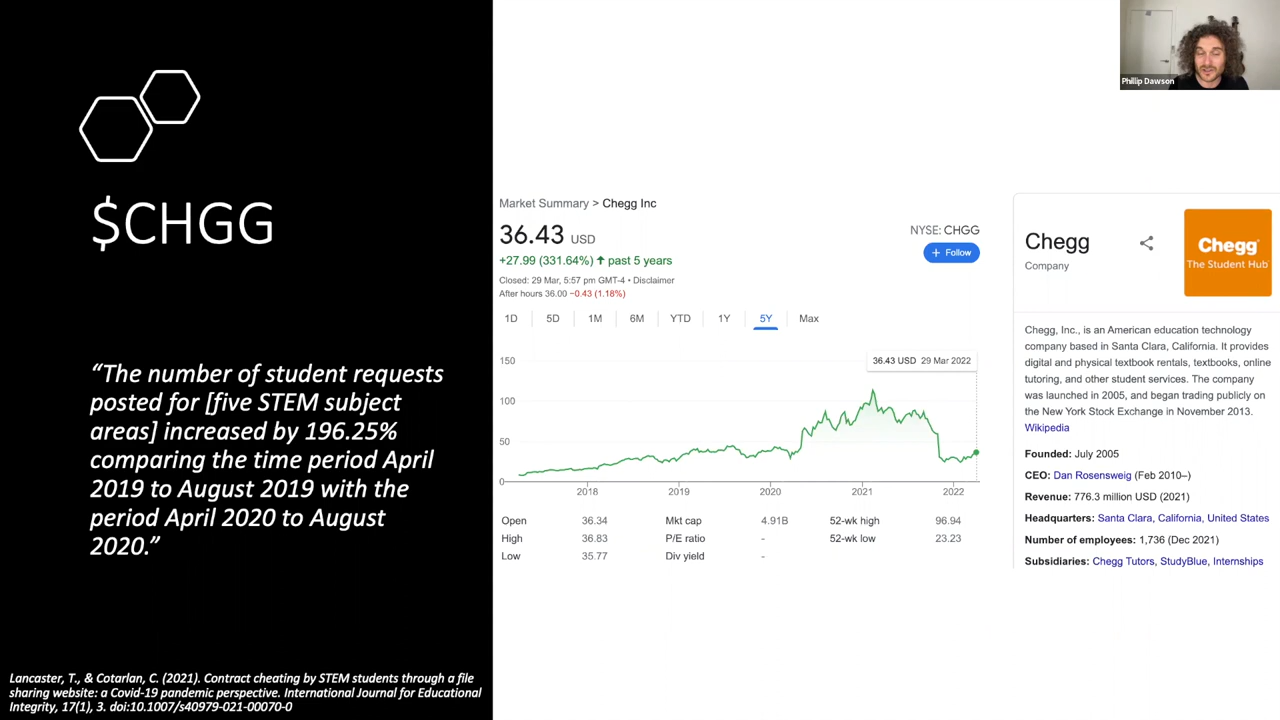 $CHGG
“The number of student requests
posted for [five STEM subject
areas] increased by 196.25%
comparing the time period April
2019 to August 2019 with the
period April 2020 to August
2020.”
Lancaster, T., & Cotarlan, C. (2021). Contract cheating by STEM students through a file
sharing website: a Covid-19 pandemic perspective. International Journal for Educational
Integrity, 17(1), 3. doi:10.1007/s40979-021-00070-0
Market Summary > Chegg Inc
36.43 USD
+27.99 (331.64%) ↑ past 5 years
Closed: 29 Mar, 5:57 pm GMT-4 • Disclaimer
After hours 36.00 −0.43 (1.18%)
NYSE: CHGG
+ Follow
1D 5D 1M 6M YTD 1Y 5Y Max
36.43 USD 29 Mar 2022
150
100
50
0
2018 2019 2020 2021 2022
Open 36.34 Mkt cap 4.91B 52-wk high 96.94
High 36.83 P/E ratio - 52-wk low 23.23
Low 35.77 Div yield -
Phillip Dawson
Chegg
Company
Chegg
The Student Hub
Chegg, Inc., is an American education technology
company based in Santa Clara, California. It provides
digital and physical textbook rentals, textbooks, online
tutoring, and other student services. The company
was launched in 2005, and began trading publicly on
the New York Stock Exchange in November 2013.
Wikipedia
Founded: July 2005
CEO: Dan Rosensweig (Feb 2010–)
Revenue: 776.3 million USD (2021)
Headquarters: Santa Clara, California, United States
Number of employees: 1,736 (Dec 2021)
Subsidiaries: Chegg Tutors, StudyBlue, Internships